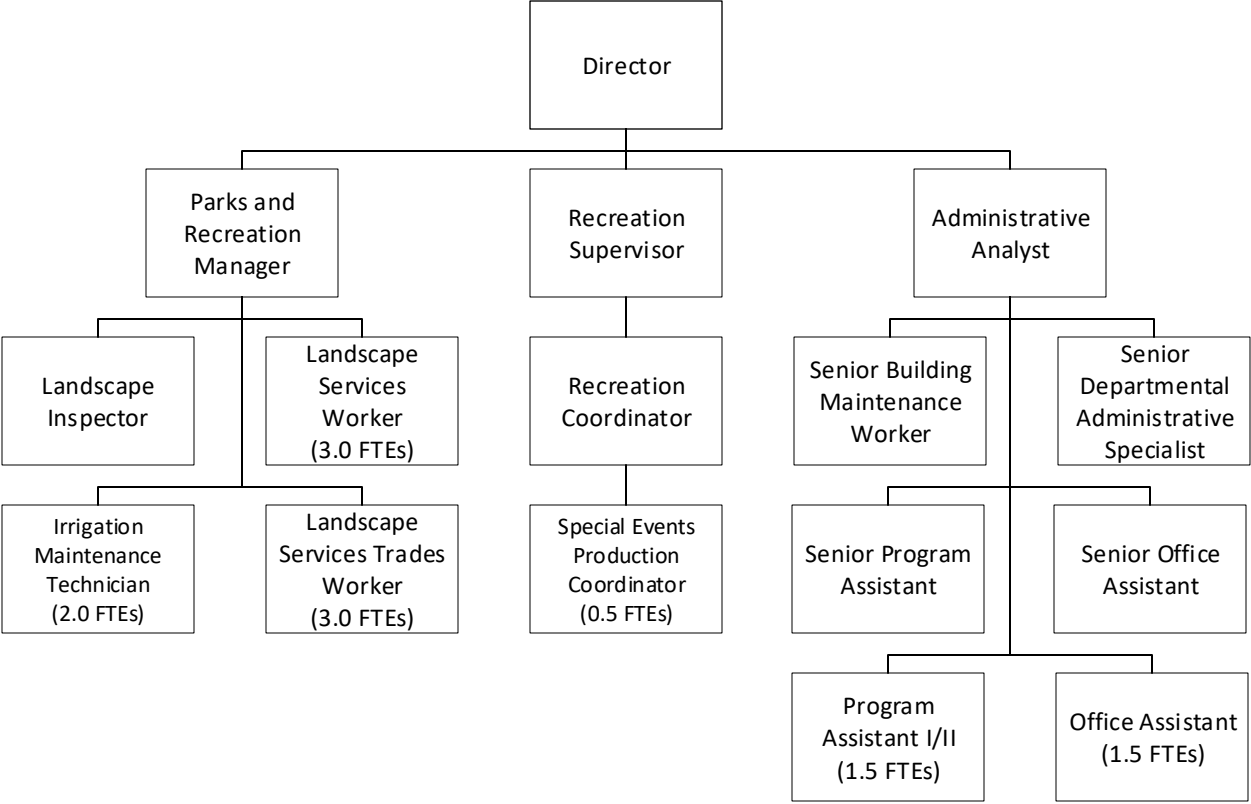 Director
Parks and
Recreation
Manager
Recreation
Supervisor
Administrative
Analyst
Landscape
Inspector
Landscape
Services
Worker
(3.0 FTEs)
Recreation
Coordinator
Senior Building
Maintenance
Worker
Senior
Departmental
Administrative
Specialist
Irrigation
Maintenance
Technician
(2.0 FTEs)
Landscape
Services Trades
Worker
(3.0 FTEs)
Special Events
Production
Coordinator
(0.5 FTEs)
Senior Program
Assistant
Senior Office
Assistant
Program
Assistant I/II
(1.5 FTEs)
Office Assistant
(1.5 FTEs)